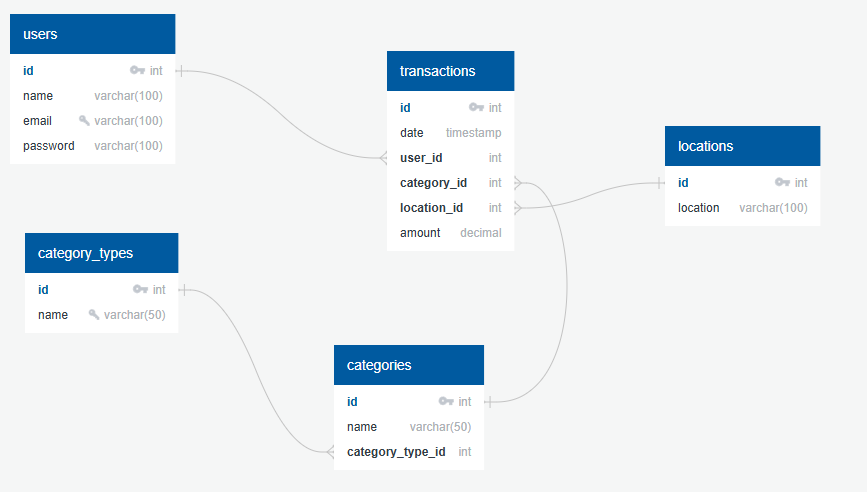 users
id int
name varchar(100)
email varchar(100)
password varchar(100)
transactions
id int
date timestamp
user_id int
category_id int
location_id int
amount decimal
locations
id int
location varchar(100)
category_types
id int
name varchar(50)
categories
id int
name varchar(50)
category_type_id int